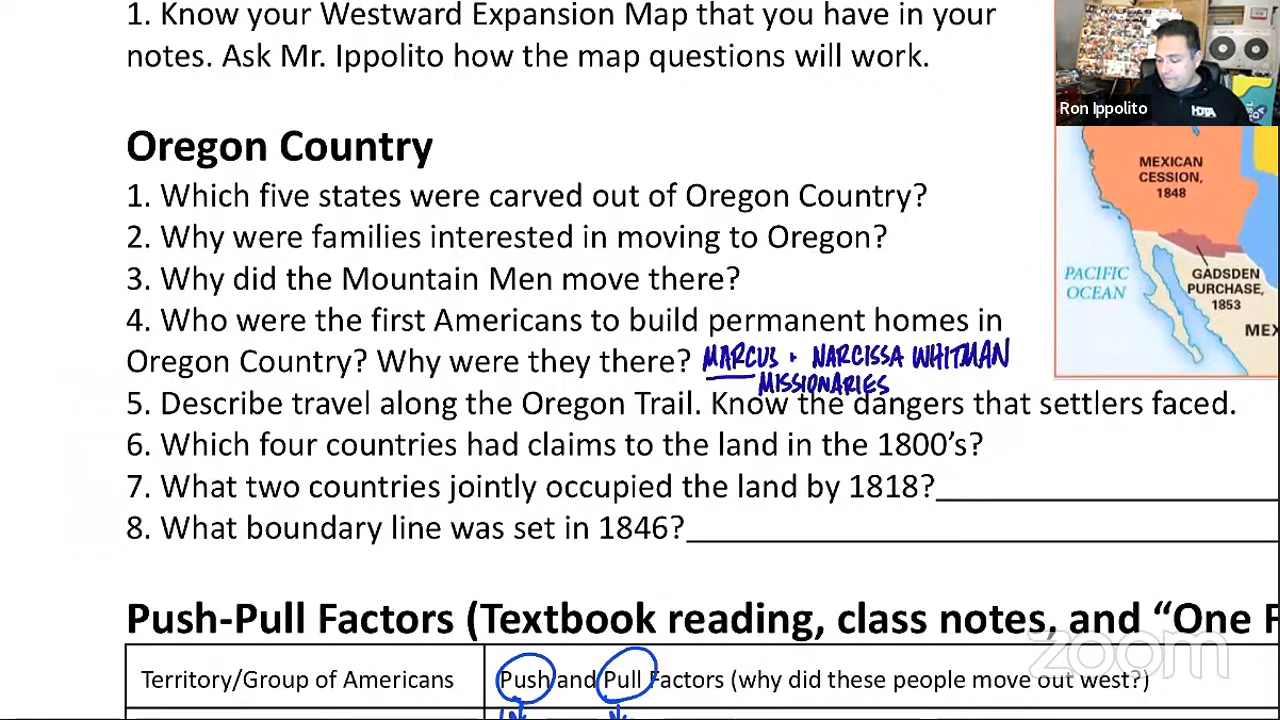 1. Know your Westward Expansion Map that you have in your
notes. Ask Mr. Ippolito how the map questions will work.
Ron Ippolito
Oregon Country
1. Which five states were carved out of Oregon Country?
2. Why were families interested in moving to Oregon?
3. Why did the Mountain Men move there?
4. Who were the first Americans to build permanent homes in
Oregon Country? Why were they there? MARCUS + NARCISSA WHITMAN
MISSIONARIES
5. Describe travel along the Oregon Trail. Know the dangers that settlers faced.
6. Which four countries had claims to the land in the 1800's?
7. What two countries jointly occupied the land by 1818?
8. What boundary line was set in 1846?
MEXICAN
CESSION,
1848
PACIFIC
OCEAN
GADSDEN
PURCHASE,
1853
MEX
Push-Pull Factors (Textbook reading, class notes, and “One F
zoom
Territory/Group of Americans
Push and Pull Factors (why did these people move out west?)